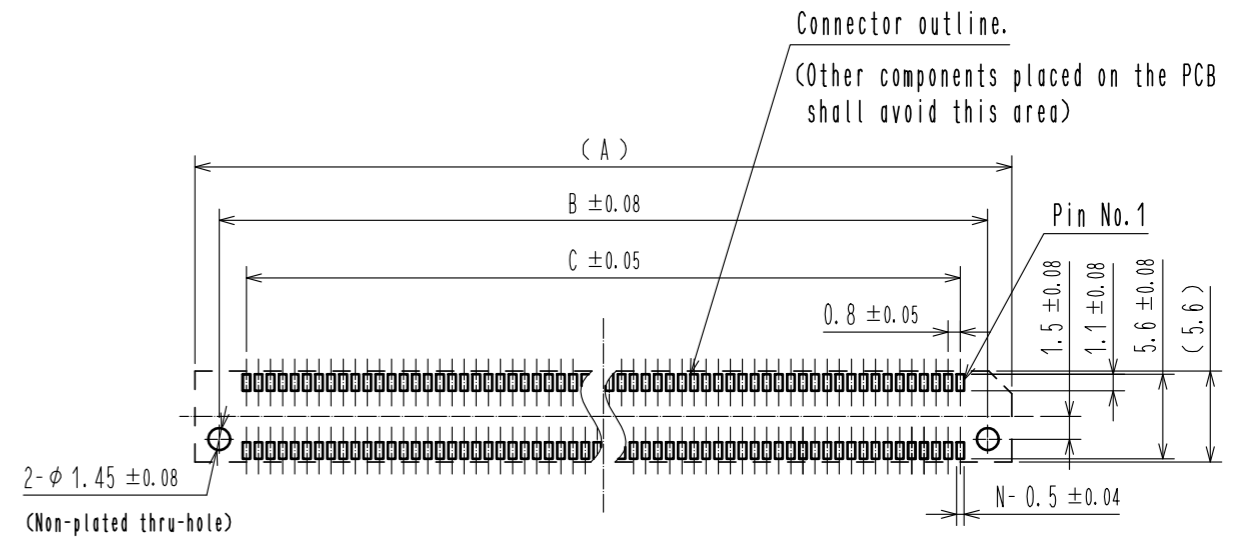 Connector outline.
(Other components placed on the PCB
shall avoid this area)
(A)
B ±0.08
Pin No.1
C ±0.05
0.8 ±0.05
1.5 ±0.08
1.1 ±0.08
5.6 ±0.08
(5.6)
2-φ 1.45 ±0.08
(Non-plated thru-hole)
N- 0.5 ±0.04